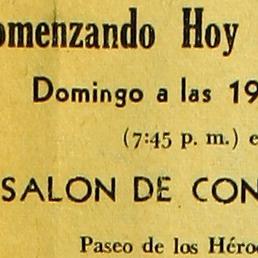 omenzando Hoy
Domingo a las 19
(7:45 p. m.) e
SALON DE CON
Paseo de los Héro